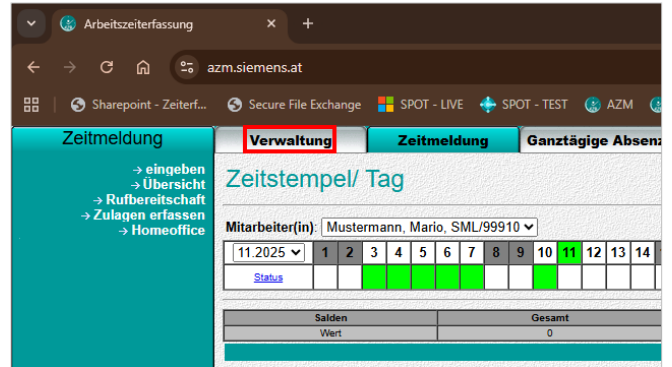 Arbeitszeiterfassung
azm.siemens.at
Sharepoint - Zeiterf... Secure File Exchange SPOT - LIVE SPOT - TEST AZM
Zeitmeldung Verwaltung Zeitmeldung Ganztägige Absenz
→ eingeben
→ Übersicht
→ Rufbereitschaft
→ Zulagen erfassen
→ Homeoffice
Zeitstempel/ Tag
Mitarbeiter(in): Mustermann, Mario, SML/99910
11.2025 1 2 3 4 5 6 7 8 9 10 11 12 13 14
Status
Salden Gesamt
Wert 0